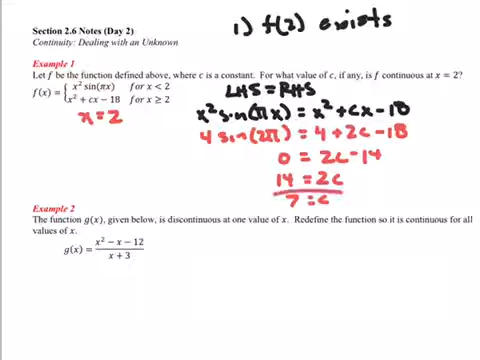 Section 2.6 Notes (Day 2)
1) f(2) exists
Continuity: Dealing with an Unknown
Example 1
Let f be the function defined above, where c is a constant. For what value of c, if any, is f continuous at x = 2?
f(x) = { x² sin(πx) for x < 2
x² + cx − 18 for x ≥ 2
x = 2
LHS = RHS
x² sin(πx) = x² + cx − 18
4 sin(2π) = 4 + 2c − 18
0 = 2c − 14
14 = 2c
7 = c
Example 2
The function g(x), given below, is discontinuous at one value of x. Redefine the function so it is continuous for all
values of x.
g(x) = x² − x − 12
x + 3